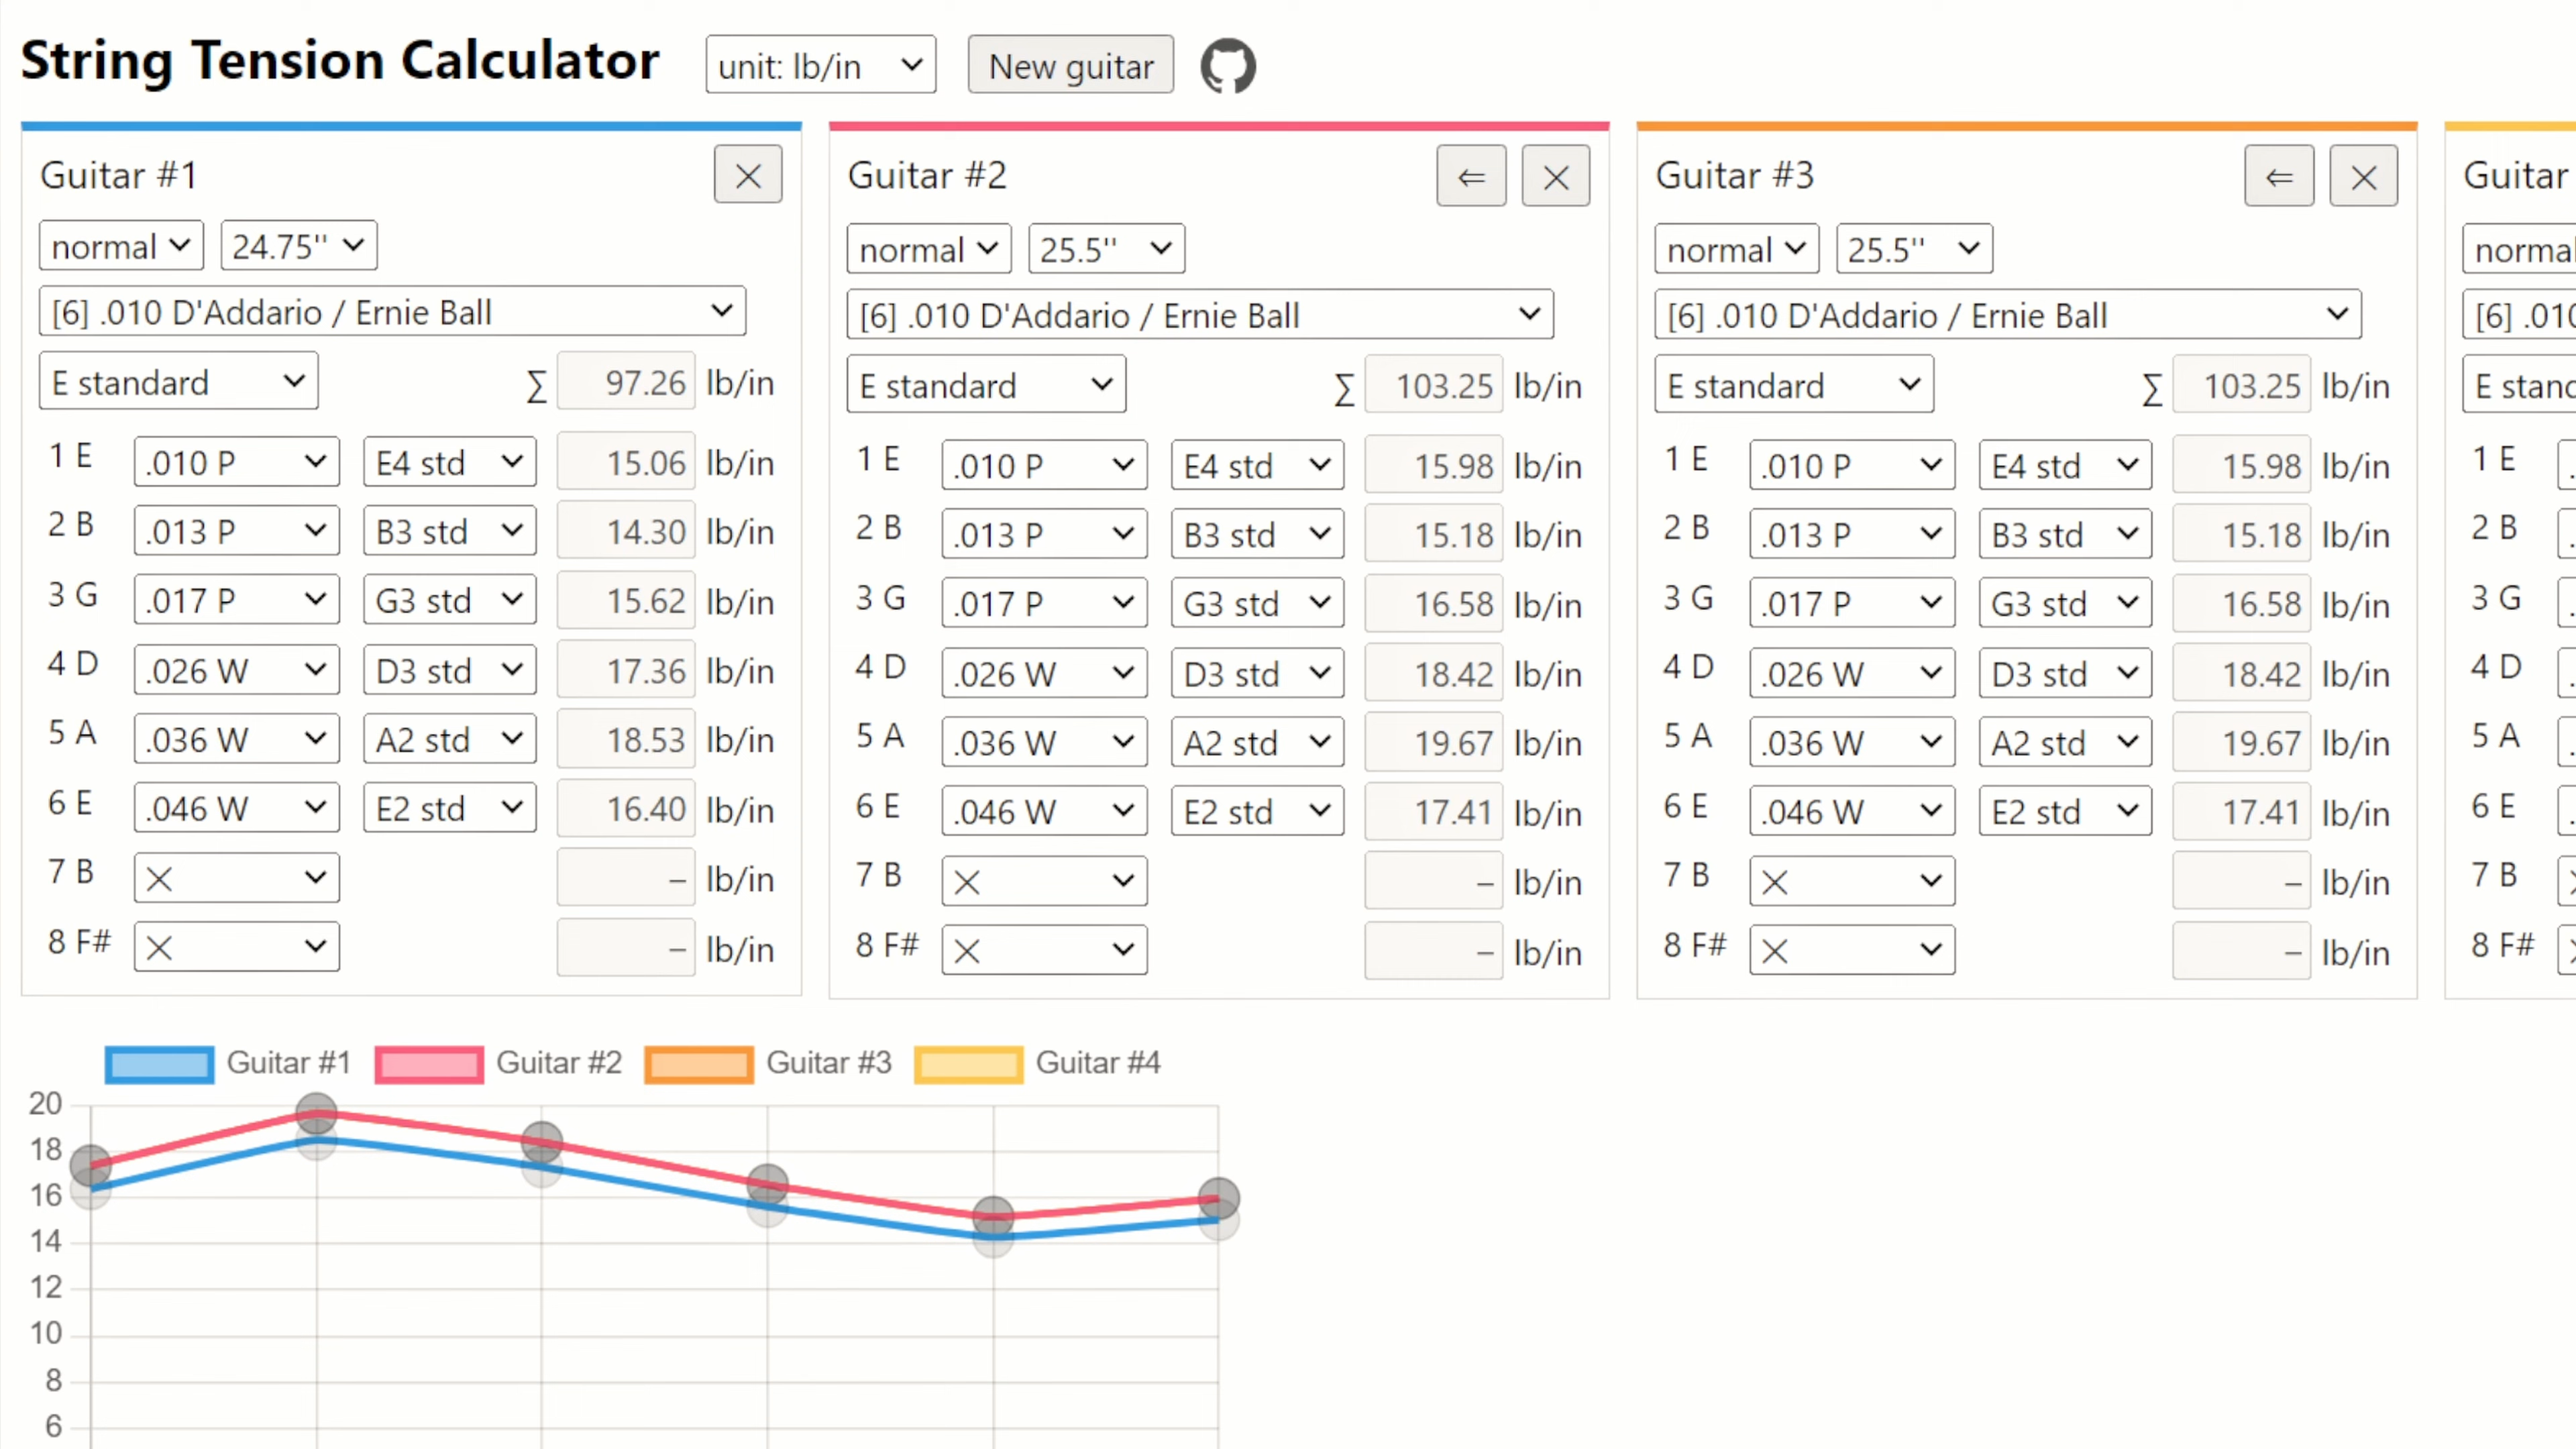 String Tension Calculator unit: lb/in New guitar
Guitar #1
normal 24.75''
[6] .010 D'Addario / Ernie Ball
E standard ∑ 97.26 lb/in
1 E .010 P E4 std 15.06 lb/in
2 B .013 P B3 std 14.30 lb/in
3 G .017 P G3 std 15.62 lb/in
4 D .026 W D3 std 17.36 lb/in
5 A .036 W A2 std 18.53 lb/in
6 E .046 W E2 std 16.40 lb/in
7 B × – lb/in
8 F# × – lb/in
Guitar #2 ⇐ ×
normal 25.5''
[6] .010 D'Addario / Ernie Ball
E standard ∑ 103.25 lb/in
1 E .010 P E4 std 15.98 lb/in
2 B .013 P B3 std 15.18 lb/in
3 G .017 P G3 std 16.58 lb/in
4 D .026 W D3 std 18.42 lb/in
5 A .036 W A2 std 19.67 lb/in
6 E .046 W E2 std 17.41 lb/in
7 B × – lb/in
8 F# × – lb/in
Guitar #3 ⇐ ×
normal 25.5''
[6] .010 D'Addario / Ernie Ball
E standard ∑ 103.25 lb/in
1 E .010 P E4 std 15.98 lb/in
2 B .013 P B3 std 15.18 lb/in
3 G .017 P G3 std 16.58 lb/in
4 D .026 W D3 std 18.42 lb/in
5 A .036 W A2 std 19.67 lb/in
6 E .046 W E2 std 17.41 lb/in
7 B × – lb/in
8 F# × – lb/in
Guitar
norma
[6] .010
E stand
1 E
2 B
3 G
4 D
5 A
6 E
7 B
8 F#
Guitar #1 Guitar #2 Guitar #3 Guitar #4
20
18
16
14
12
10
8
6